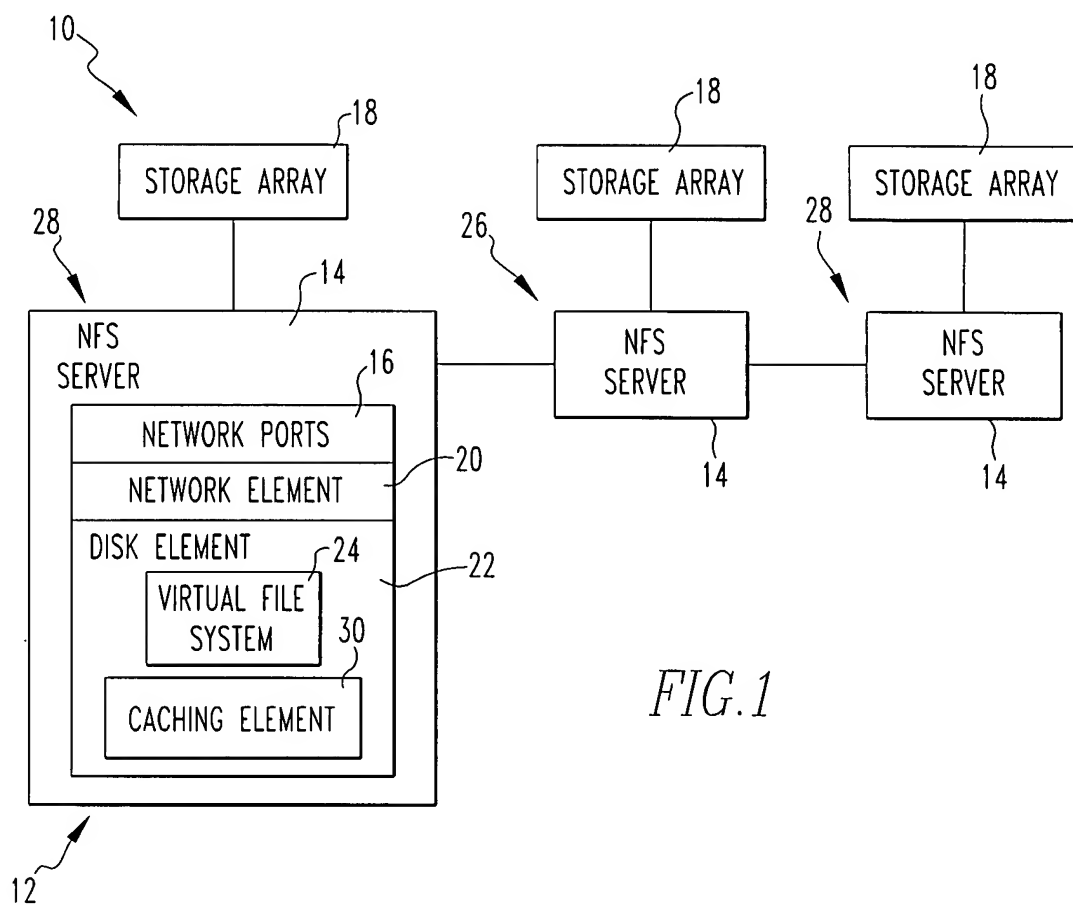 10
18
STORAGE ARRAY
18
STORAGE ARRAY
18
STORAGE ARRAY
28
14
NFS
SERVER
16
NETWORK PORTS
20
NETWORK ELEMENT
DISK ELEMENT
24
22
VIRTUAL FILE
SYSTEM
30
CACHING ELEMENT
12
26
NFS
SERVER
14
28
NFS
SERVER
14
FIG.1